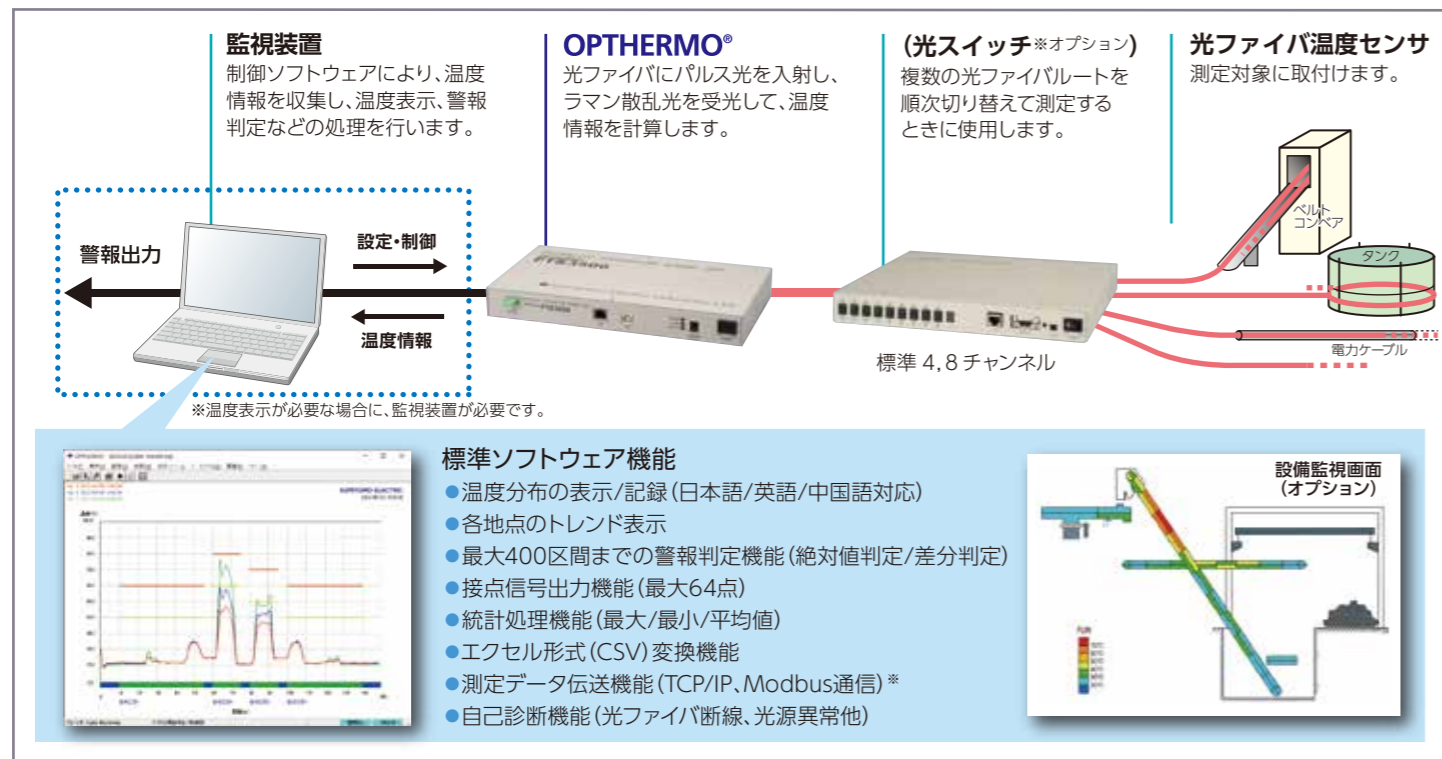 監視装置
制御ソフトウェアにより、温度
情報を収集し、温度表示、警報
判定などの処理を行います。
OPTHERMO®
光ファイバにパルス光を入射し、
ラマン散乱光を受光して、温度
情報を計算します。
(光スイッチ※オプション)
複数の光ファイバルートを
順次切り替えて測定する
ときに使用します。
光ファイバ温度センサ
測定対象に取付けます。
警報出力
設定・制御
温度情報
標準 4,8 チャンネル
ベルト
コンベア
タンク
電力ケーブル
※温度表示が必要な場合に、監視装置が必要です。
標準ソフトウェア機能
●温度分布の表示/記録(日本語/英語/中国語対応)
●各地点のトレンド表示
●最大400区間までの警報判定機能(絶対値判定/差分判定)
●接点信号出力機能(最大64点)
●統計処理機能(最大/最小/平均値)
●エクセル形式(CSV)変換機能
●測定データ伝送機能(TCP/IP、Modbus通信)※
●自己診断機能(光ファイバ断線、光源異常他)
設備監視画面
(オプション)